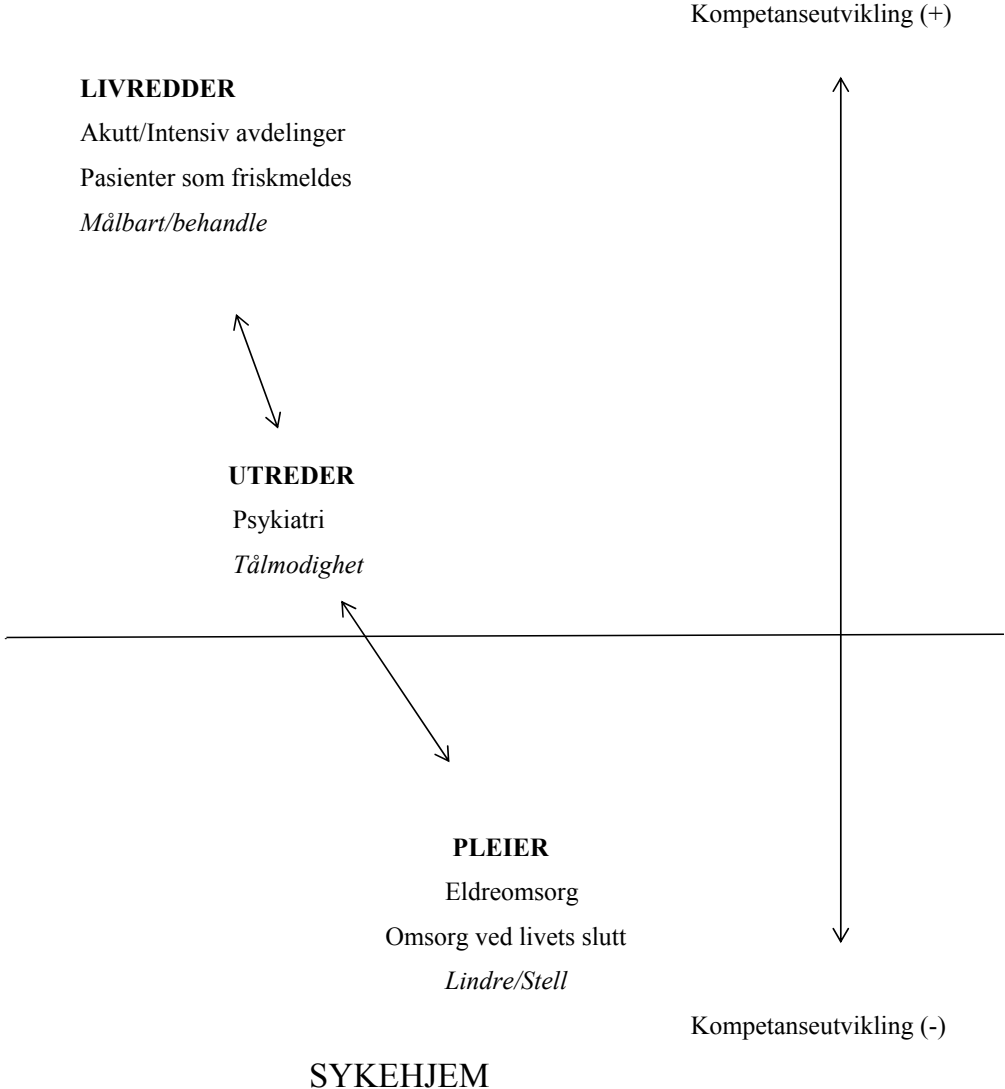 Kompetanseutvikling (+)
LIVREDDER
Akutt/Intensiv avdelinger
Pasienter som friskmeldes
Målbart/behandle
UTREDER
Psykiatri
Tålmodighet
PLEIER
Eldreomsorg
Omsorg ved livets slutt
Lindre/Stell
Kompetanseutvikling (-)
SYKEHJEM